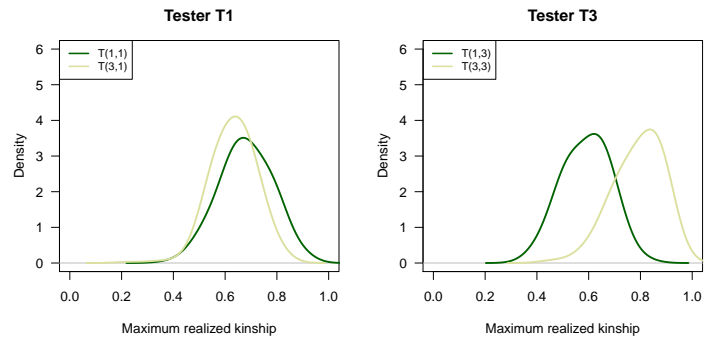 Tester T1
T(1,1)
T(3,1)
Density
0 1 2 3 4 5 6
0.0 0.2 0.4 0.6 0.8 1.0
Maximum realized kinship
Tester T3
T(1,3)
T(3,3)
Density
0 1 2 3 4 5 6
0.0 0.2 0.4 0.6 0.8 1.0
Maximum realized kinship